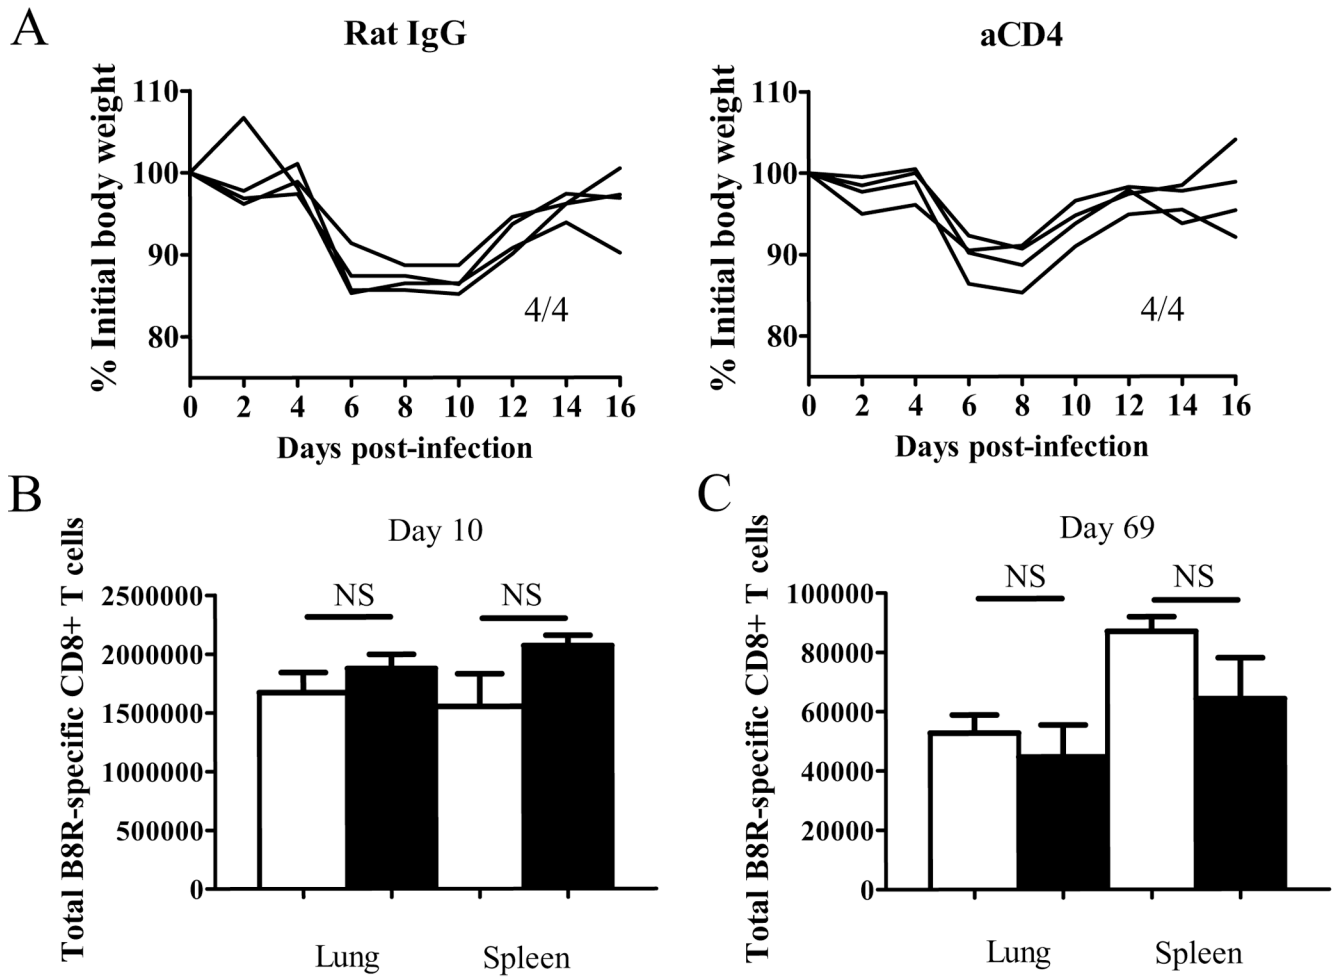 A
Rat IgG
aCD4
% Initial body weight
110
100
90
80
4/4
0 2 4 6 8 10 12 14 16
Days post-infection
% Initial body weight
110
100
90
80
4/4
0 2 4 6 8 10 12 14 16
Days post-infection
B
Day 10
Total B8R-specific CD8+ T cells
2500000
2000000
1500000
1000000
500000
0
NS
NS
Lung Spleen
C
Day 69
Total B8R-specific CD8+ T cells
100000
80000
60000
40000
20000
0
NS
NS
Lung Spleen